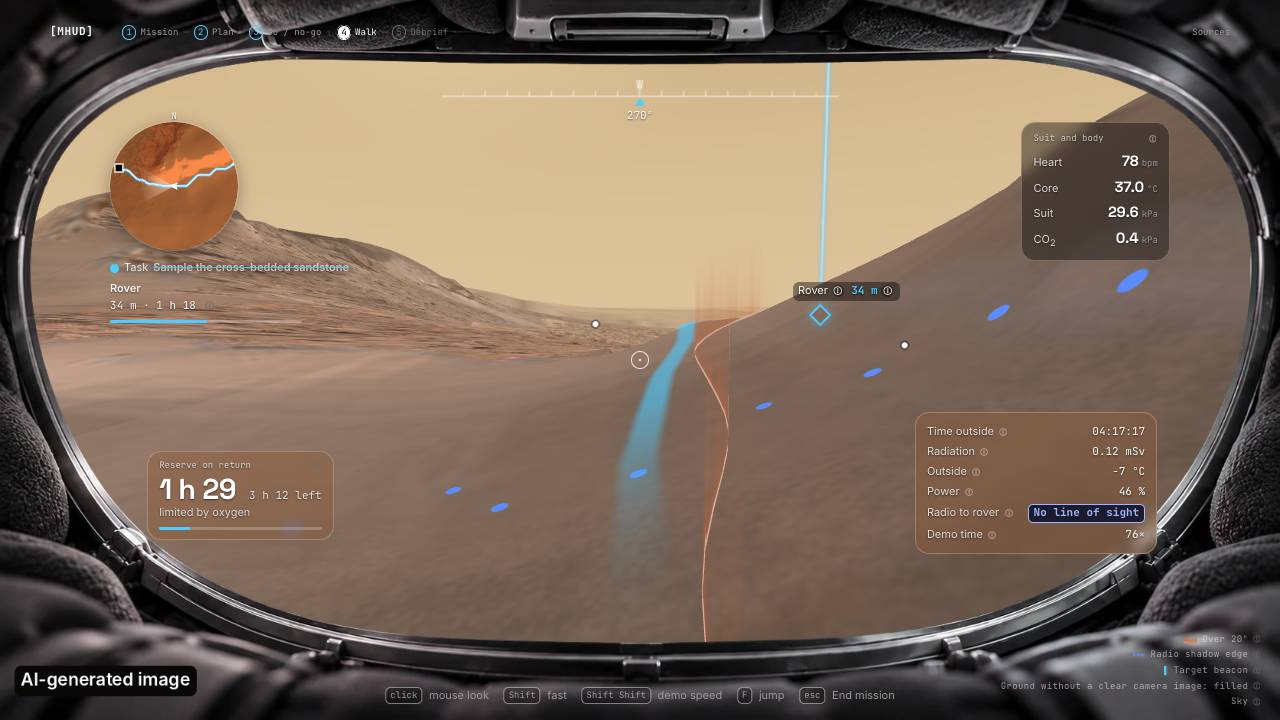 [MHUD] 1 Mission 2 Plan 3 / no-go 4 Walk 5 Debrief Sources
W
270°
N
Task Sample the cross-bedded sandstone
Rover
34 m · 1 h 18
Rover 34 m
Suit and body
Heart 78 bpm
Core 37.0 °C
Suit 29.6 kPa
CO2 0.4 kPa
Reserve on return
1 h 29 3 h 12 left
limited by oxygen
Time outside 04:17:17
Radiation 0.12 mSv
Outside -7 °C
Power 46 %
Radio to rover No line of sight
Demo time 76×
Over 20°
Radio shadow edge
Target beacon
Ground without a clear camera image: filled
Sky
AI-generated image
click mouse look Shift fast Shift Shift demo speed F jump esc End mission